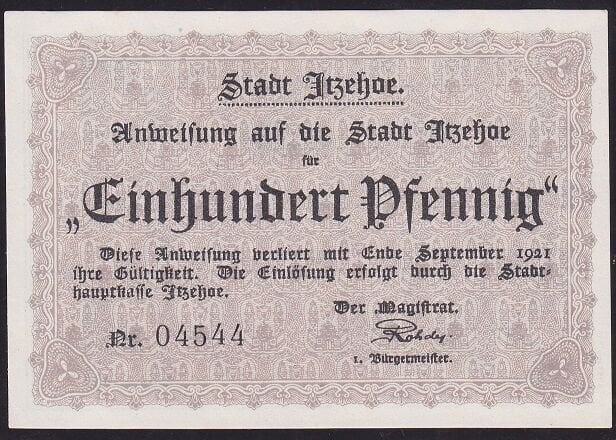 Stadt Itzehoe.
Anweisung auf die Stadt Itzehoe
für
„Einhundert Pfennig“
Diese Anweisung verliert mit Ende September 1921
ihre Gültigkeit. Die Einlösung erfolgt durch die Stadt-
hauptkasse Itzehoe.
Der Magistrat.
Nr. 04544
Rohde,
1. Bürgermeister.